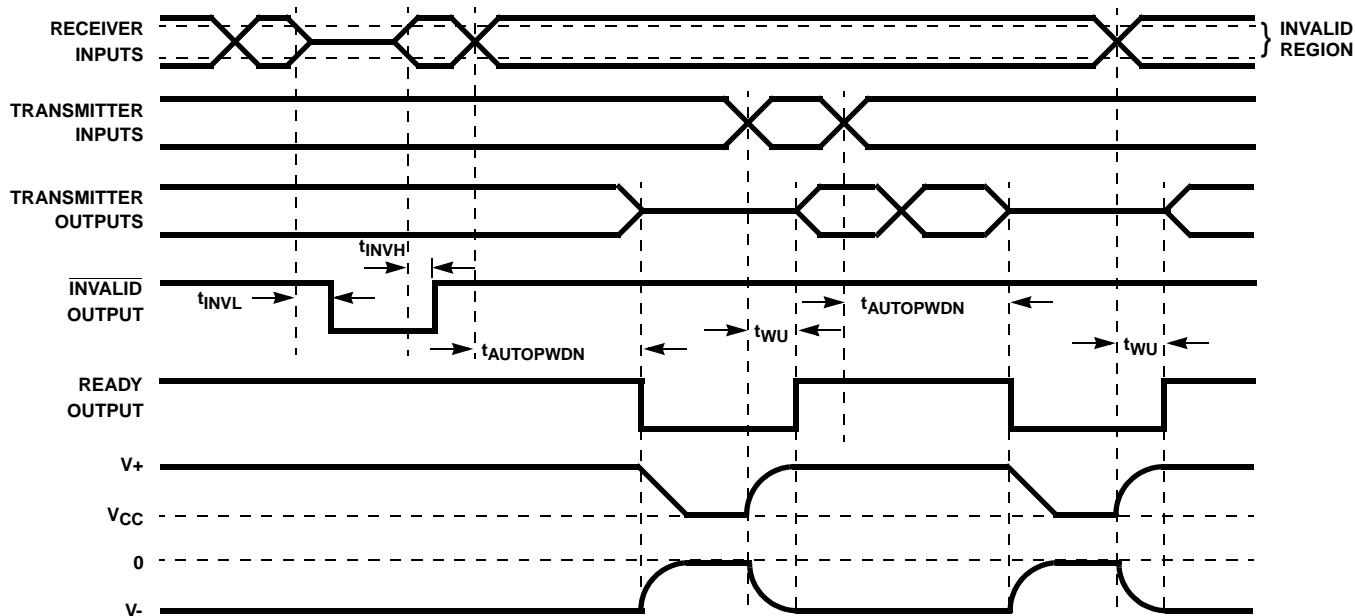 RECEIVER
INPUTS
} INVALID
REGION
TRANSMITTER
INPUTS
TRANSMITTER
OUTPUTS
tINVH
INVALID
OUTPUT
tINVL
tAUTOPWDN
tWU
tAUTOPWDN
tWU
READY
OUTPUT
V+
VCC
0
V-